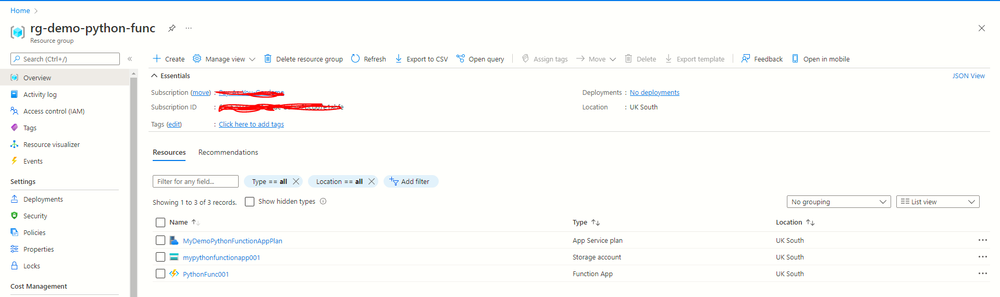 Home
rg-demo-python-func
Resource group
Search (Ctrl+/)
Create Manage view Delete resource group Refresh Export to CSV Open query Assign tags Move Delete Export template Feedback Open in mobile
Overview
Activity log
Access control (IAM)
Tags
Resource visualizer
Events
Settings
Deployments
Security
Policies
Properties
Locks
Cost Management
Essentials
JSON View
Subscription (move) :
Deployments : No deployments
Subscription ID :
Location : UK South
Tags (edit) : Click here to add tags
Resources Recommendations
Filter for any field... Type == all Location == all Add filter
Showing 1 to 3 of 3 records. Show hidden types No grouping List view
Name Type Location
MyDemoPythonFunctionAppPlan App Service plan UK South
mypythonfunctionapp001 Storage account UK South
PythonFunc001 Function App UK South